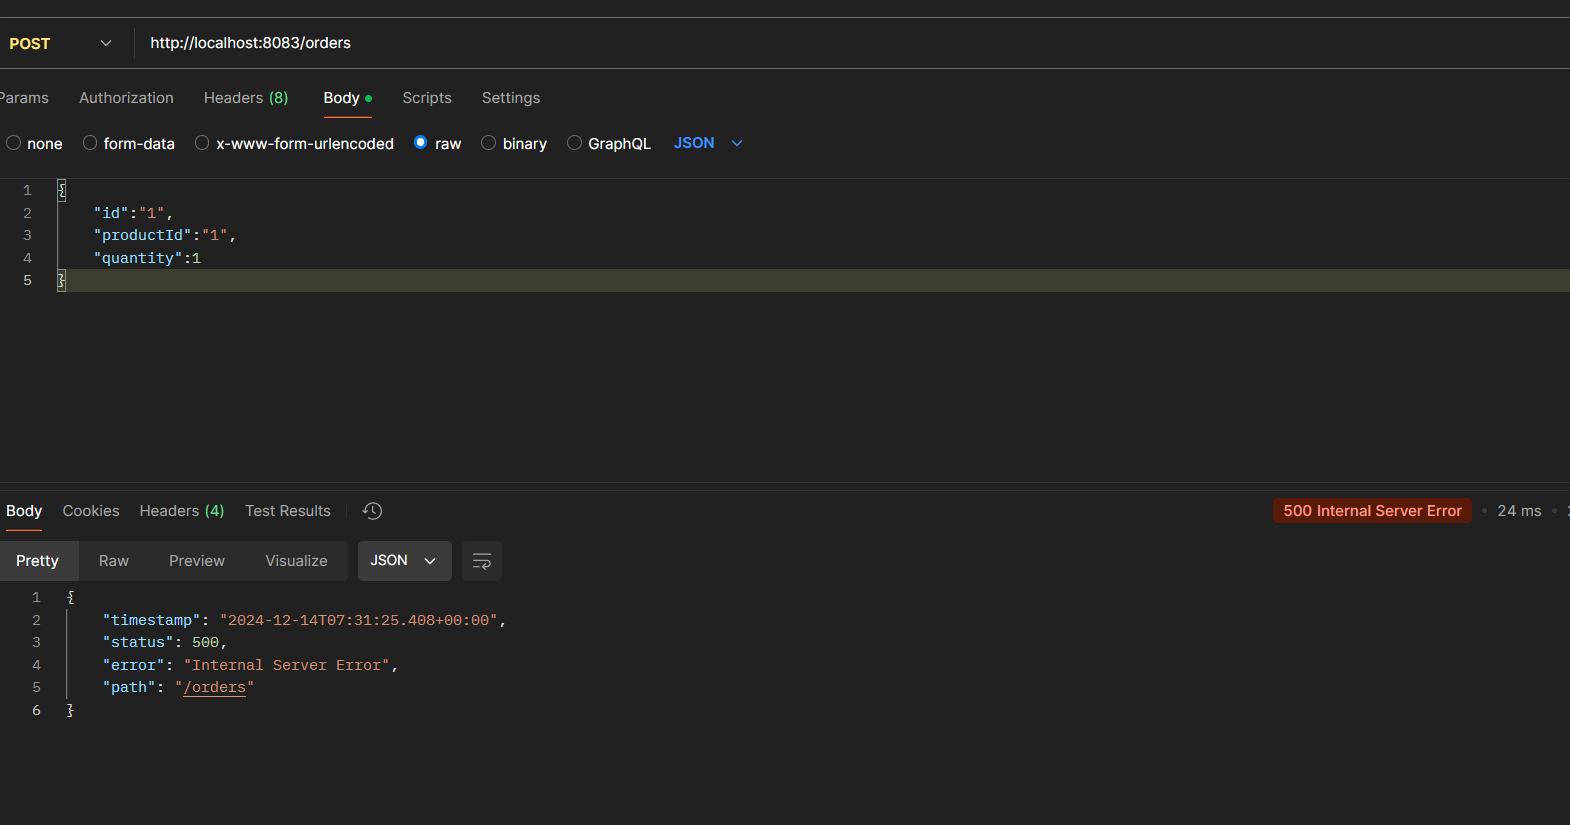 POST http://localhost:8083/orders
Params Authorization Headers (8) Body Scripts Settings
none form-data x-www-form-urlencoded raw binary GraphQL JSON
1 {
2 "id":"1",
3 "productId":"1",
4 "quantity":1
5 }
Body Cookies Headers (4) Test Results 500 Internal Server Error • 24 ms •
Pretty Raw Preview Visualize JSON
1 {
2 "timestamp": "2024-12-14T07:31:25.408+00:00",
3 "status": 500,
4 "error": "Internal Server Error",
5 "path": "/orders"
6 }